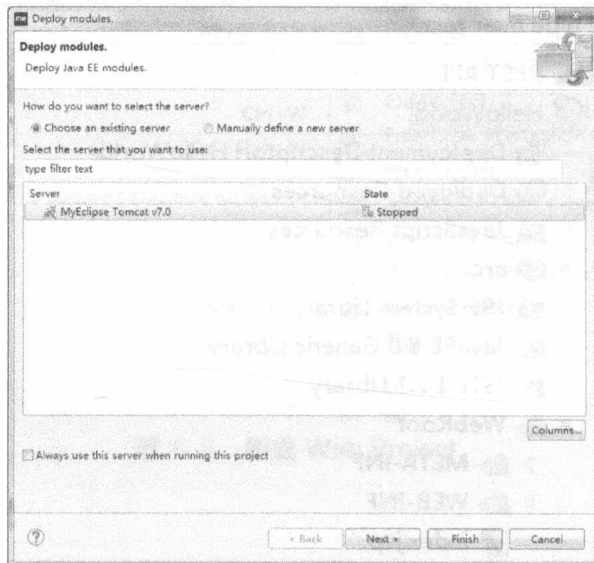 me Deploy modules.
Deploy modules.
Deploy Java EE modules.
How do you want to select the server?
Choose an existing server
Manually define a new server
Select the server that you want to use:
type filter text
Server State
MyEclipse Tomcat v7.0 Stopped
Columns...
Always use this server when running this project
? < Back Next > Finish Cancel